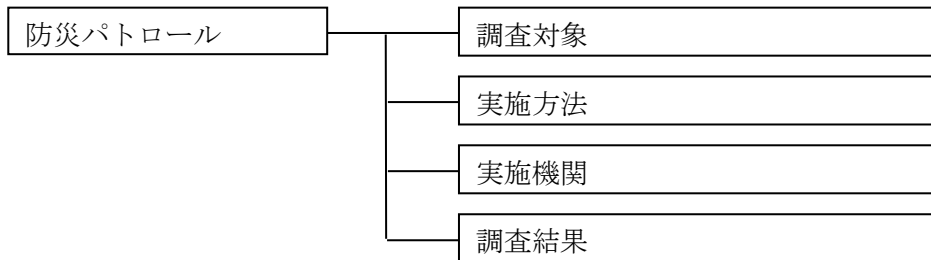 防災パトロール
調査対象
実施方法
実施機関
調査結果